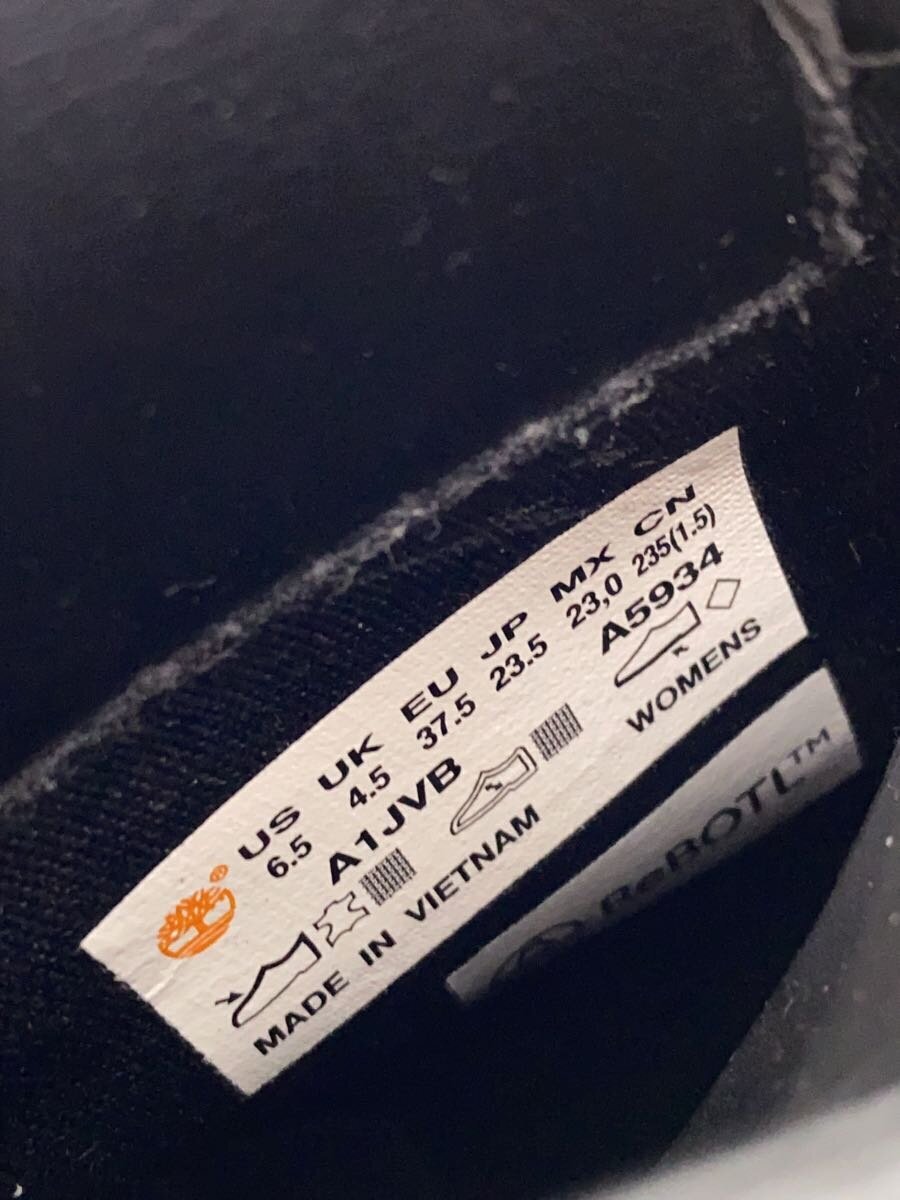 ®
US UK EU JP MX CN
6.5 4.5 37.5 23.5 23,0 235(1.5)
A1JVB A5934
WOMENS
MADE IN VIETNAM
ReBOTL™